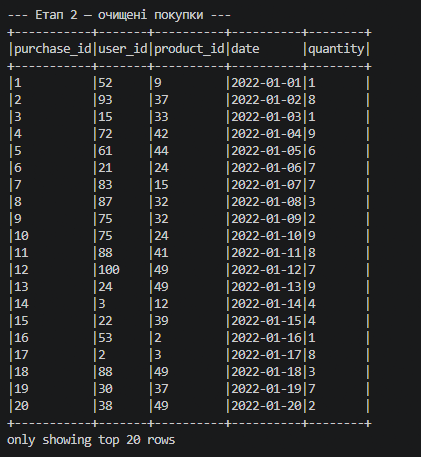 --- Етап 2 — очищені покупки ---
+-----------+-------+----------+----------+--------+
|purchase_id|user_id|product_id|date      |quantity|
+-----------+-------+----------+----------+--------+
|1          |52     |9         |2022-01-01|1       |
|2          |93     |37        |2022-01-02|8       |
|3          |15     |33        |2022-01-03|1       |
|4          |72     |42        |2022-01-04|9       |
|5          |61     |44        |2022-01-05|6       |
|6          |21     |24        |2022-01-06|7       |
|7          |83     |15        |2022-01-07|7       |
|8          |87     |32        |2022-01-08|3       |
|9          |75     |32        |2022-01-09|2       |
|10         |75     |24        |2022-01-10|9       |
|11         |88     |41        |2022-01-11|8       |
|12         |100    |49        |2022-01-12|7       |
|13         |24     |49        |2022-01-13|9       |
|14         |3      |12        |2022-01-14|4       |
|15         |22     |39        |2022-01-15|4       |
|16         |53     |2         |2022-01-16|1       |
|17         |2      |3         |2022-01-17|8       |
|18         |88     |49        |2022-01-18|3       |
|19         |30     |37        |2022-01-19|7       |
|20         |38     |49        |2022-01-20|2       |
+-----------+-------+----------+----------+--------+
only showing top 20 rows